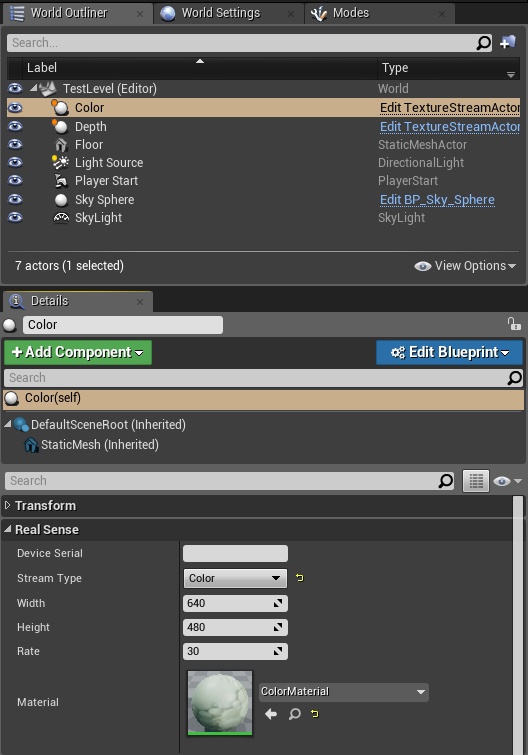 World Outliner World Settings Modes
Search...
Label Type
TestLevel (Editor) World
Color Edit TextureStreamActor
Depth Edit TextureStreamActor
Floor StaticMeshActor
Light Source DirectionalLight
Player Start PlayerStart
Sky Sphere Edit BP_Sky_Sphere
SkyLight SkyLight
7 actors (1 selected) View Options
Details
Color
+ Add Component Edit Blueprint
Search
Color(self)
DefaultSceneRoot (Inherited)
StaticMesh (Inherited)
Search
Transform
Real Sense
Device Serial
Stream Type Color
Width 640
Height 480
Rate 30
Material ColorMaterial